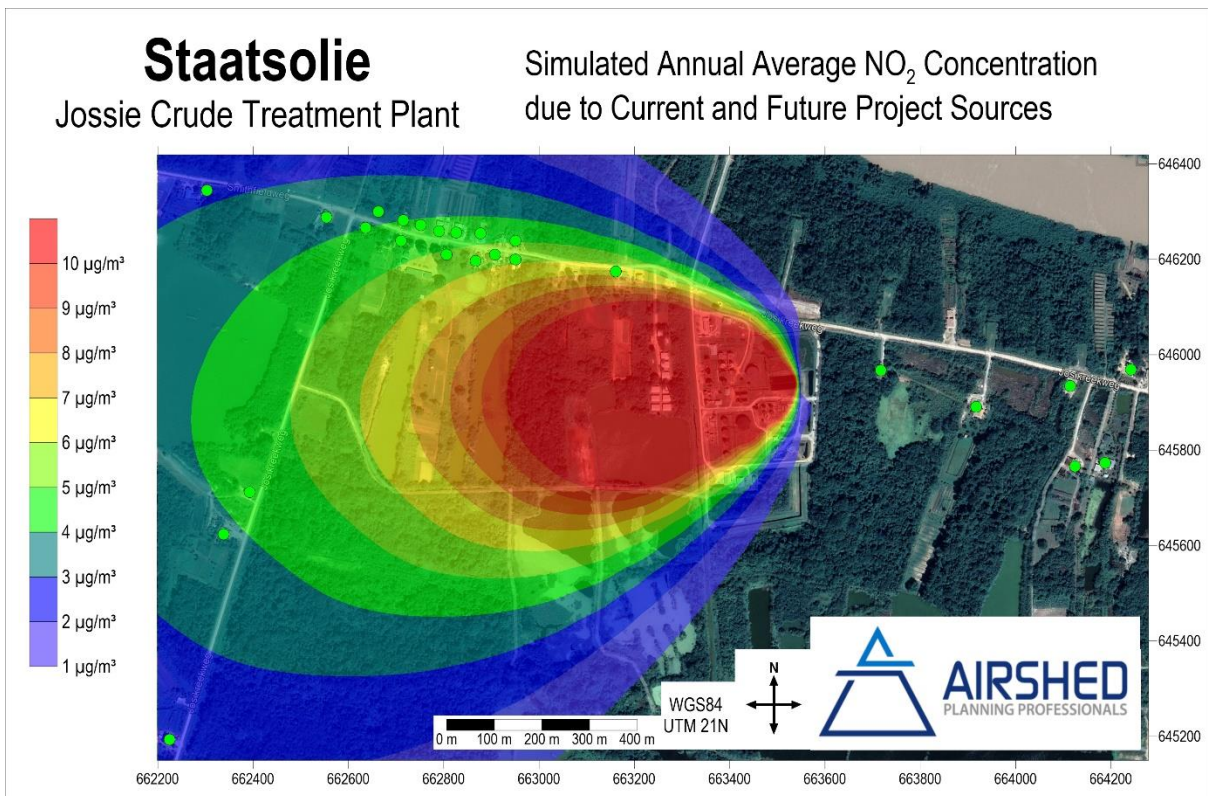 Staatsolie
Jossie Crude Treatment Plant
Simulated Annual Average NO₂ Concentration
due to Current and Future Project Sources
10 µg/m³
9 µg/m³
8 µg/m³
7 µg/m³
6 µg/m³
5 µg/m³
4 µg/m³
3 µg/m³
2 µg/m³
1 µg/m³
646400
646200
646000
645800
645600
645400
645200
N
WGS84
UTM 21N
0 m 100 m 200 m 300 m 400 m
AIRSHED
PLANNING PROFESSIONALS
662200 662400 662600 662800 663000 663200 663400 663600 663800 664000 664200